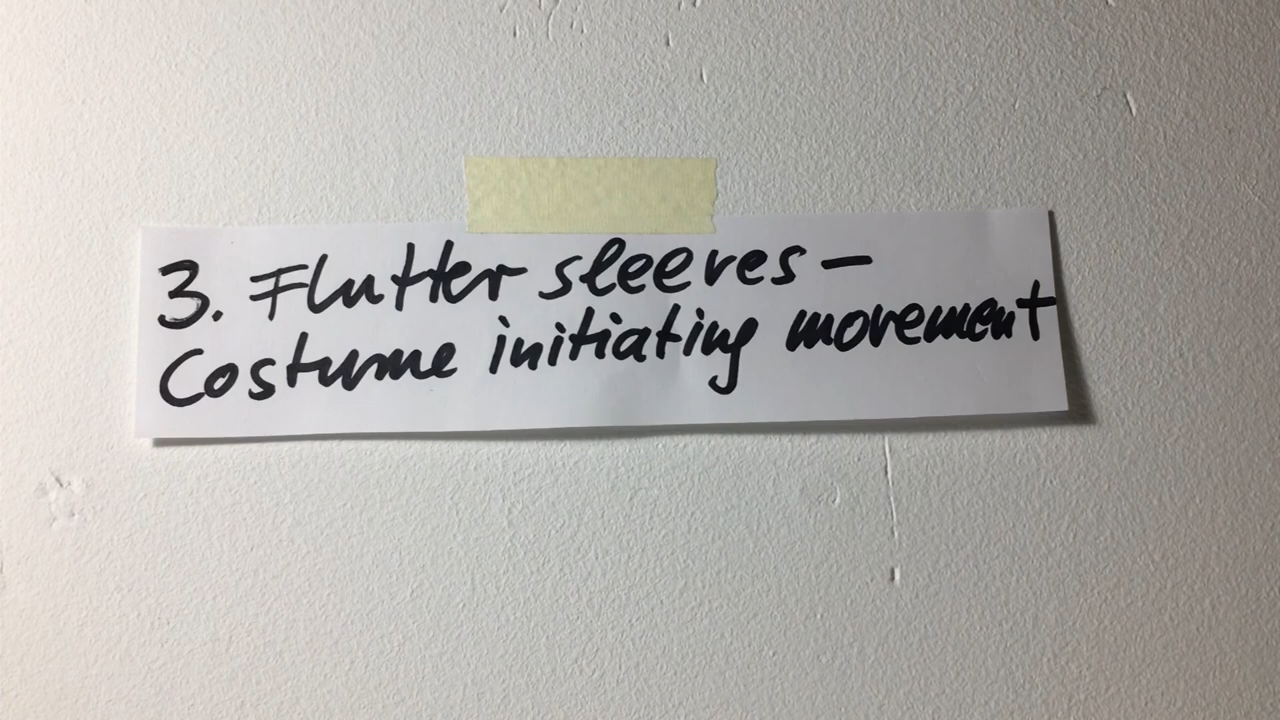 3. Flutter sleeves –
Costume initiating movement